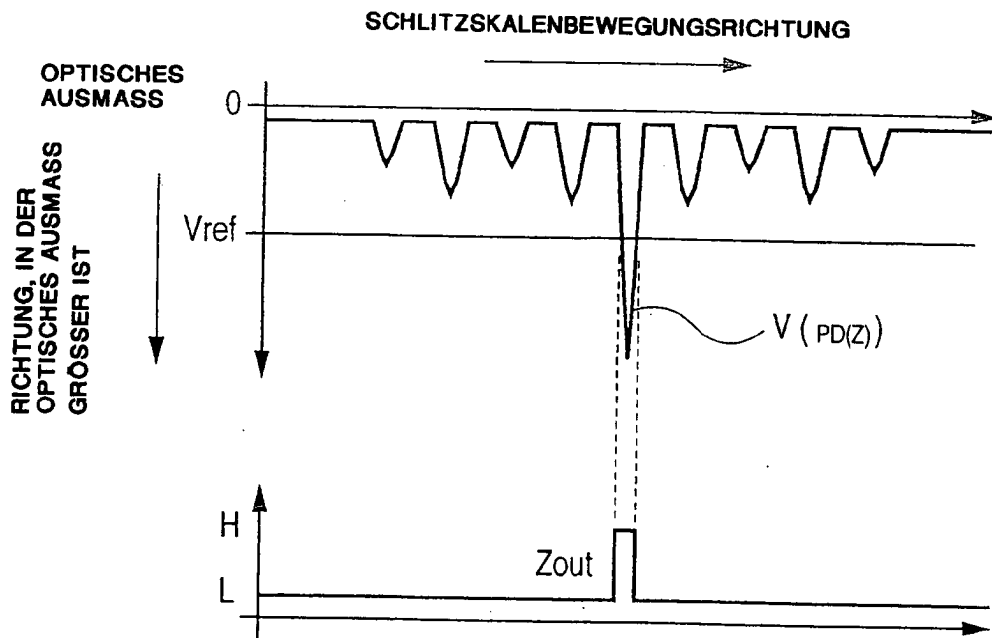 SCHLITZSKALENBEWEGUNGSRICHTUNG
OPTISCHES
AUSMASS
0
RICHTUNG, IN DER
OPTISCHES AUSMASS
GRÖSSER IST
Vref
V (PD(Z))
H
Zout
L